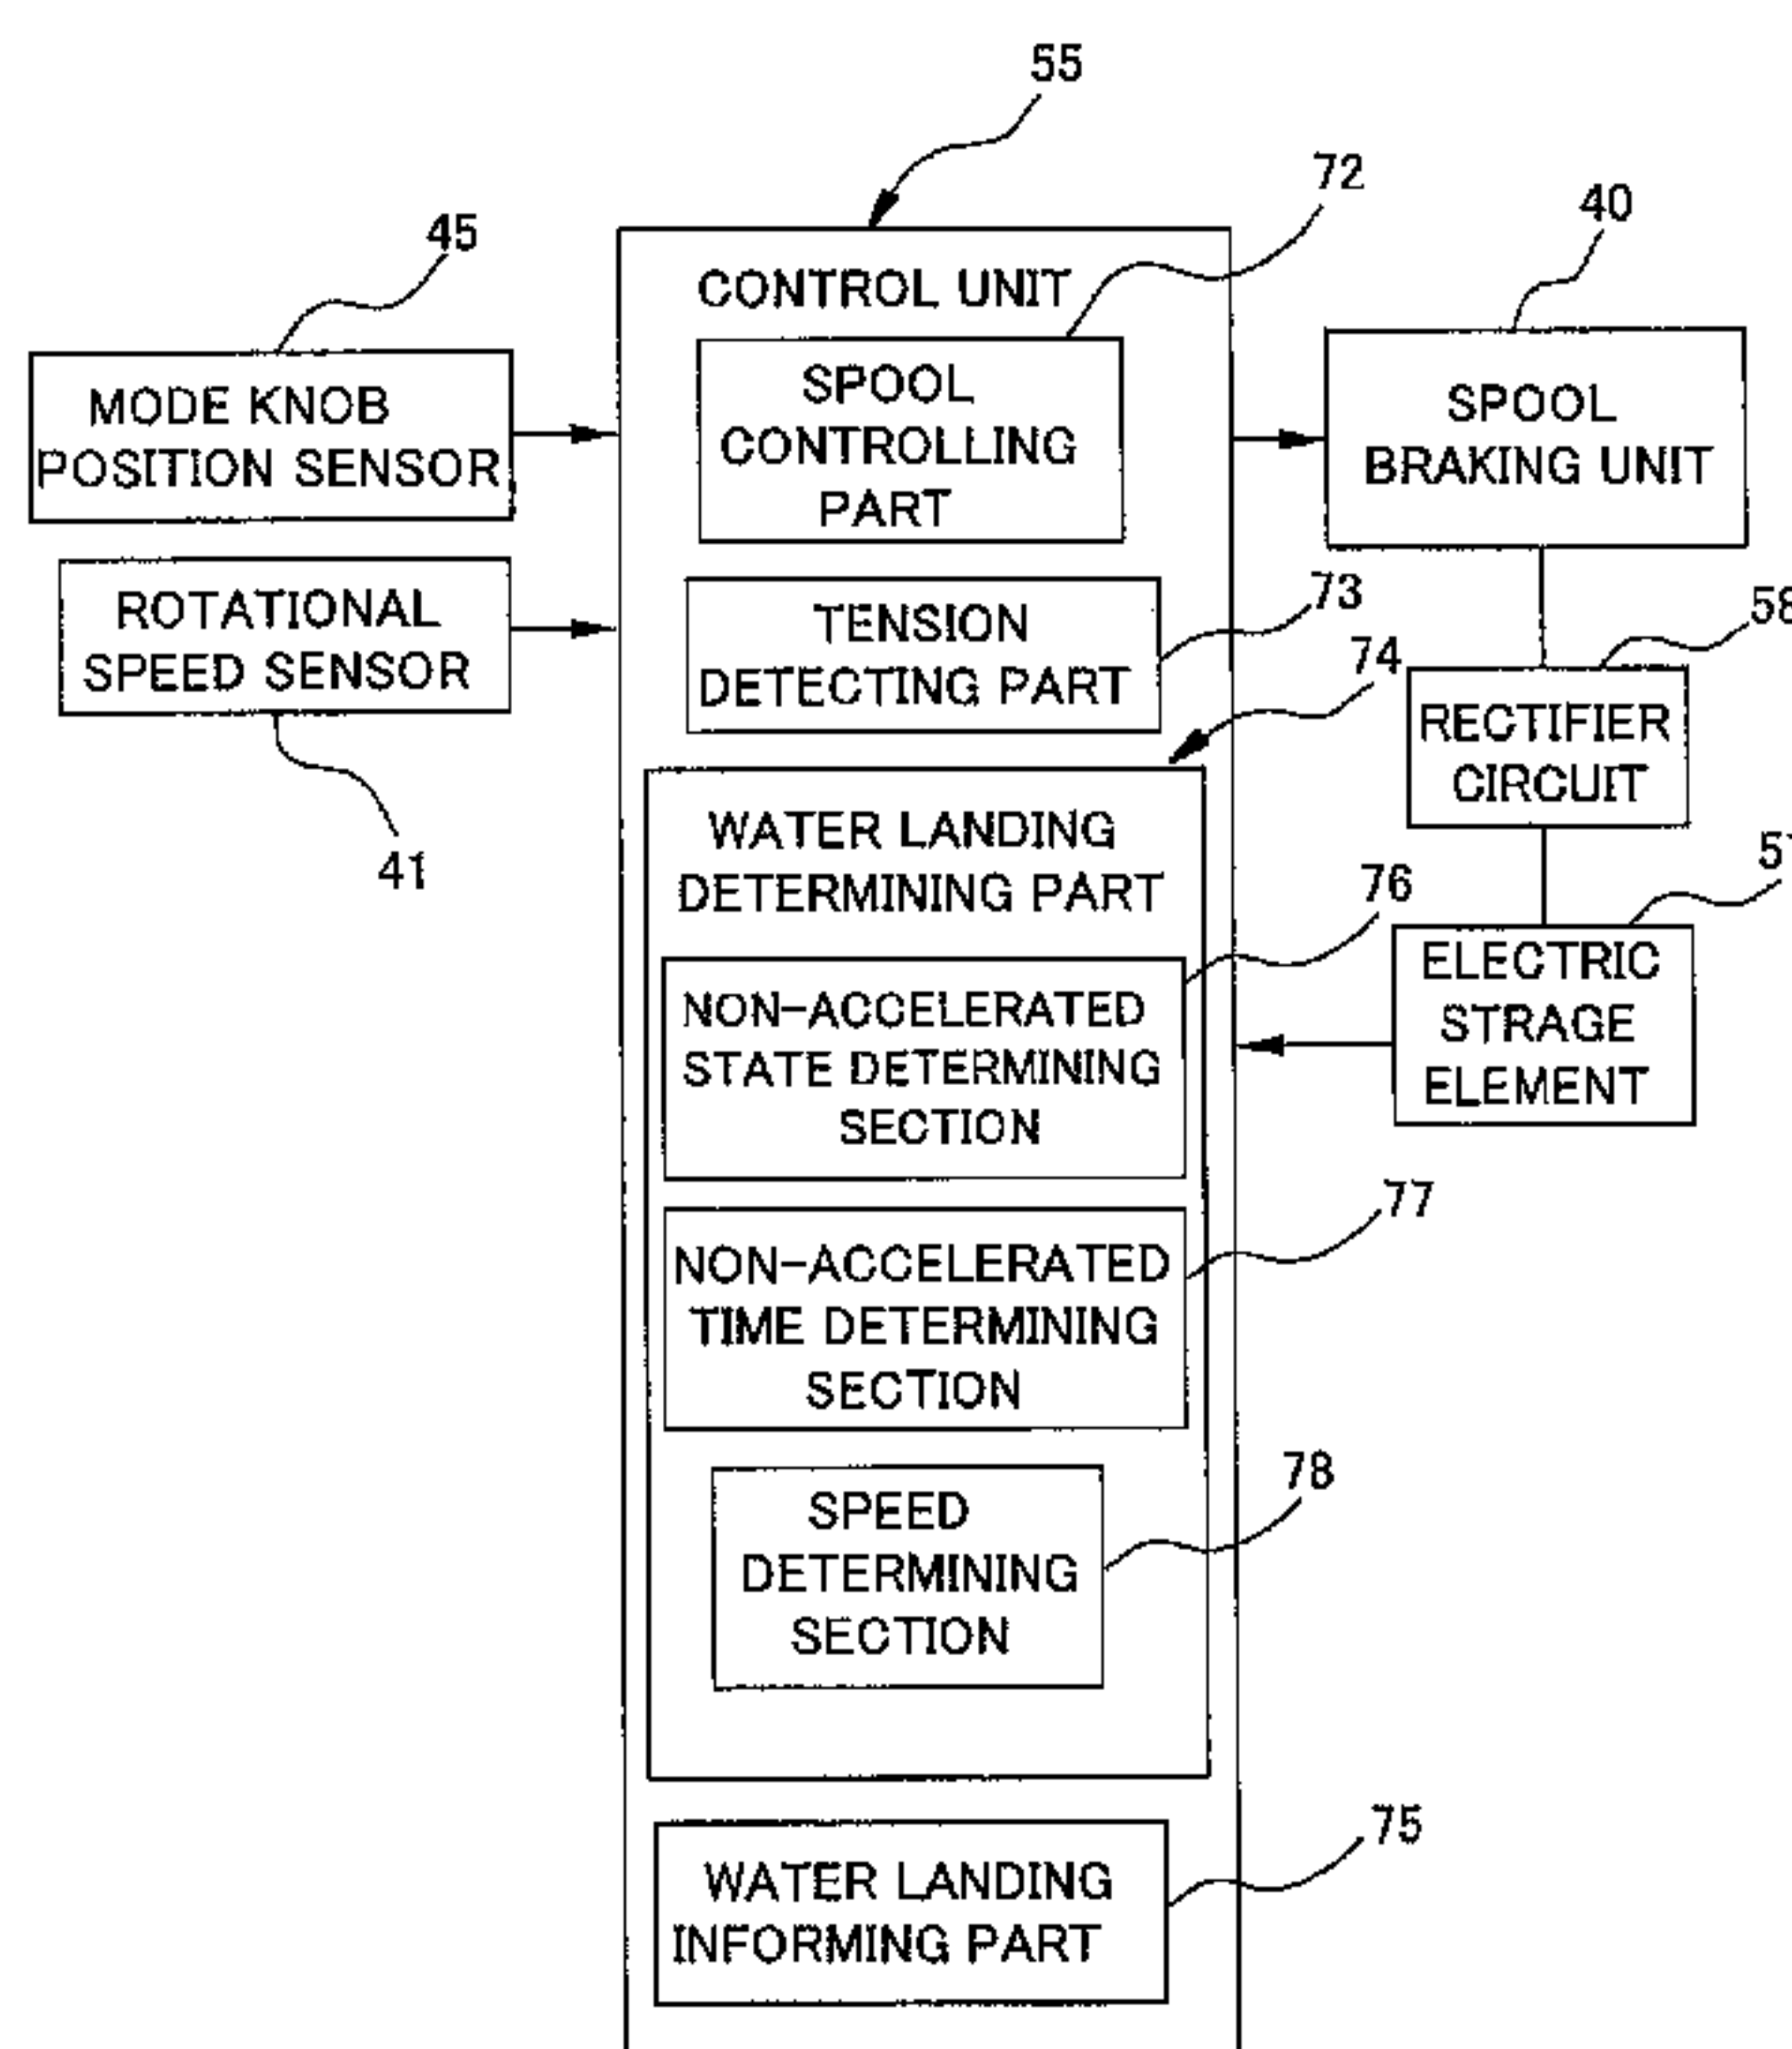 55
72
40
45
CONTROL UNIT
MODE KNOB
POSITION SENSOR
SPOOL
CONTROLLING
PART
SPOOL
BRAKING UNIT
ROTATIONAL
SPEED SENSOR
41
TENSION
DETECTING PART
73
74
58
RECTIFIER
CIRCUIT
WATER LANDING
DETERMINING PART
76
NON-ACCELERATED
STATE DETERMINING
SECTION
ELECTRIC
STRAGE
ELEMENT
77
NON-ACCELERATED
TIME DETERMINING
SECTION
78
SPEED
DETERMINING
SECTION
75
WATER LANDING
INFORMING PART